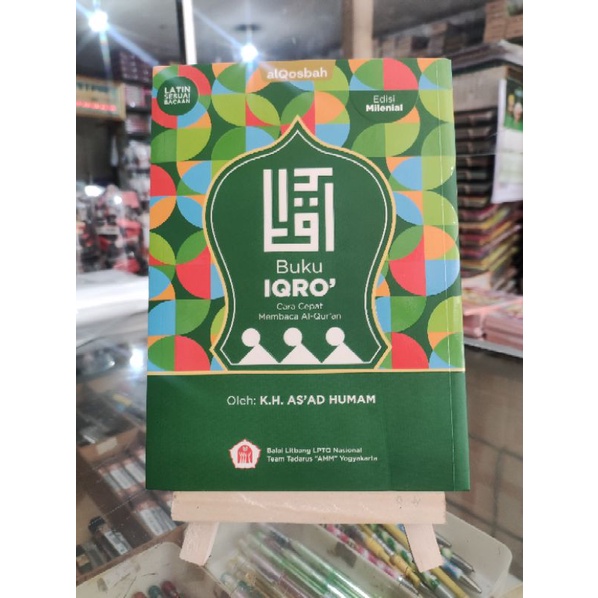 alQosbah
LATIN
SESUAI
BACAAN
Edisi
Milenial
اقرأ
Buku
IQRO'
Cara Cepat
Membaca Al-Qur'an
Oleh: K.H. AS'AD HUMAM
Balai Litbang LPTQ Nasional
Team Tadarus "AMM" Yogyakarta